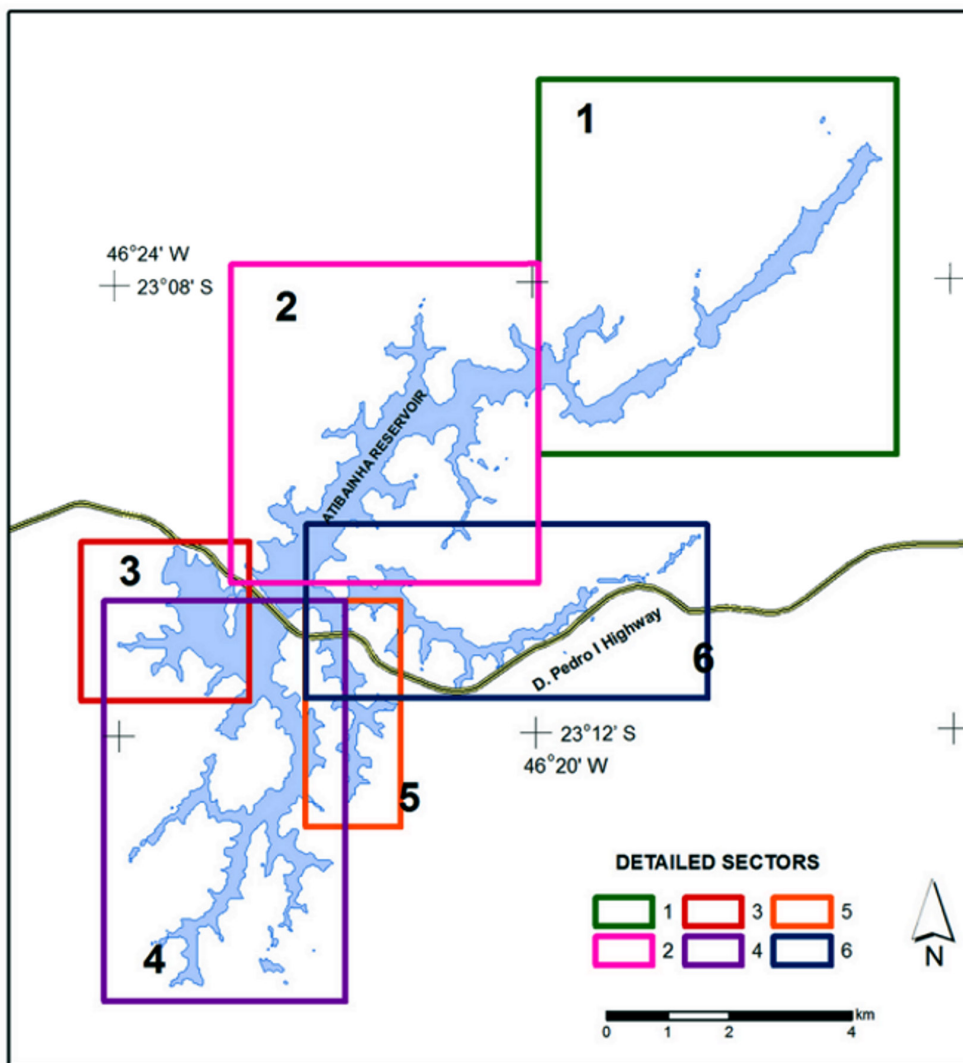 1
46°24' W
23°08' S
2
ATIBAINHA RESERVOIR
3
6
D. Pedro I Highway
23°12' S
46°20' W
5
4
DETAILED SECTORS
1 3 5
2 4 6
N
km
0 1 2 4